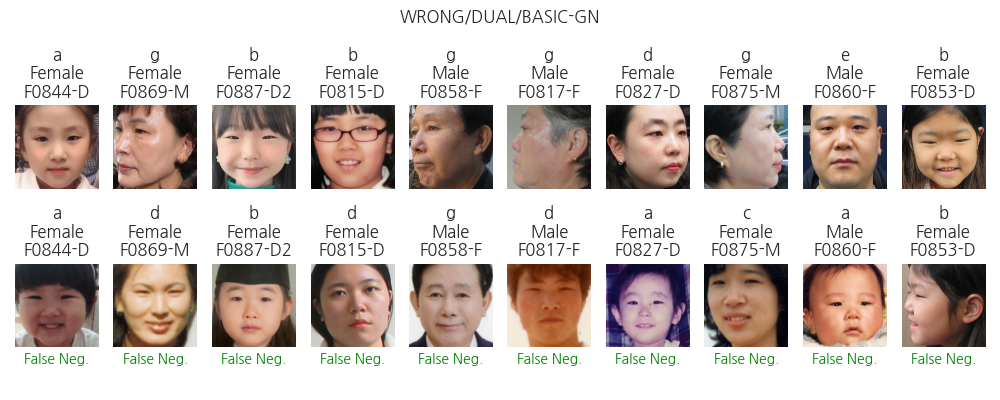 WRONG/DUAL/BASIC-GN
a g b b g g d g e b
Female Female Female Female Male Male Female Female Male Female
F0844-D F0869-M F0887-D2 F0815-D F0858-F F0817-F F0827-D F0875-M F0860-F F0853-D
a d b d g d a c a b
Female Female Female Female Male Male Female Female Male Female
F0844-D F0869-M F0887-D2 F0815-D F0858-F F0817-F F0827-D F0875-M F0860-F F0853-D
False Neg. False Neg. False Neg. False Neg. False Neg. False Neg. False Neg. False Neg. False Neg. False Neg.